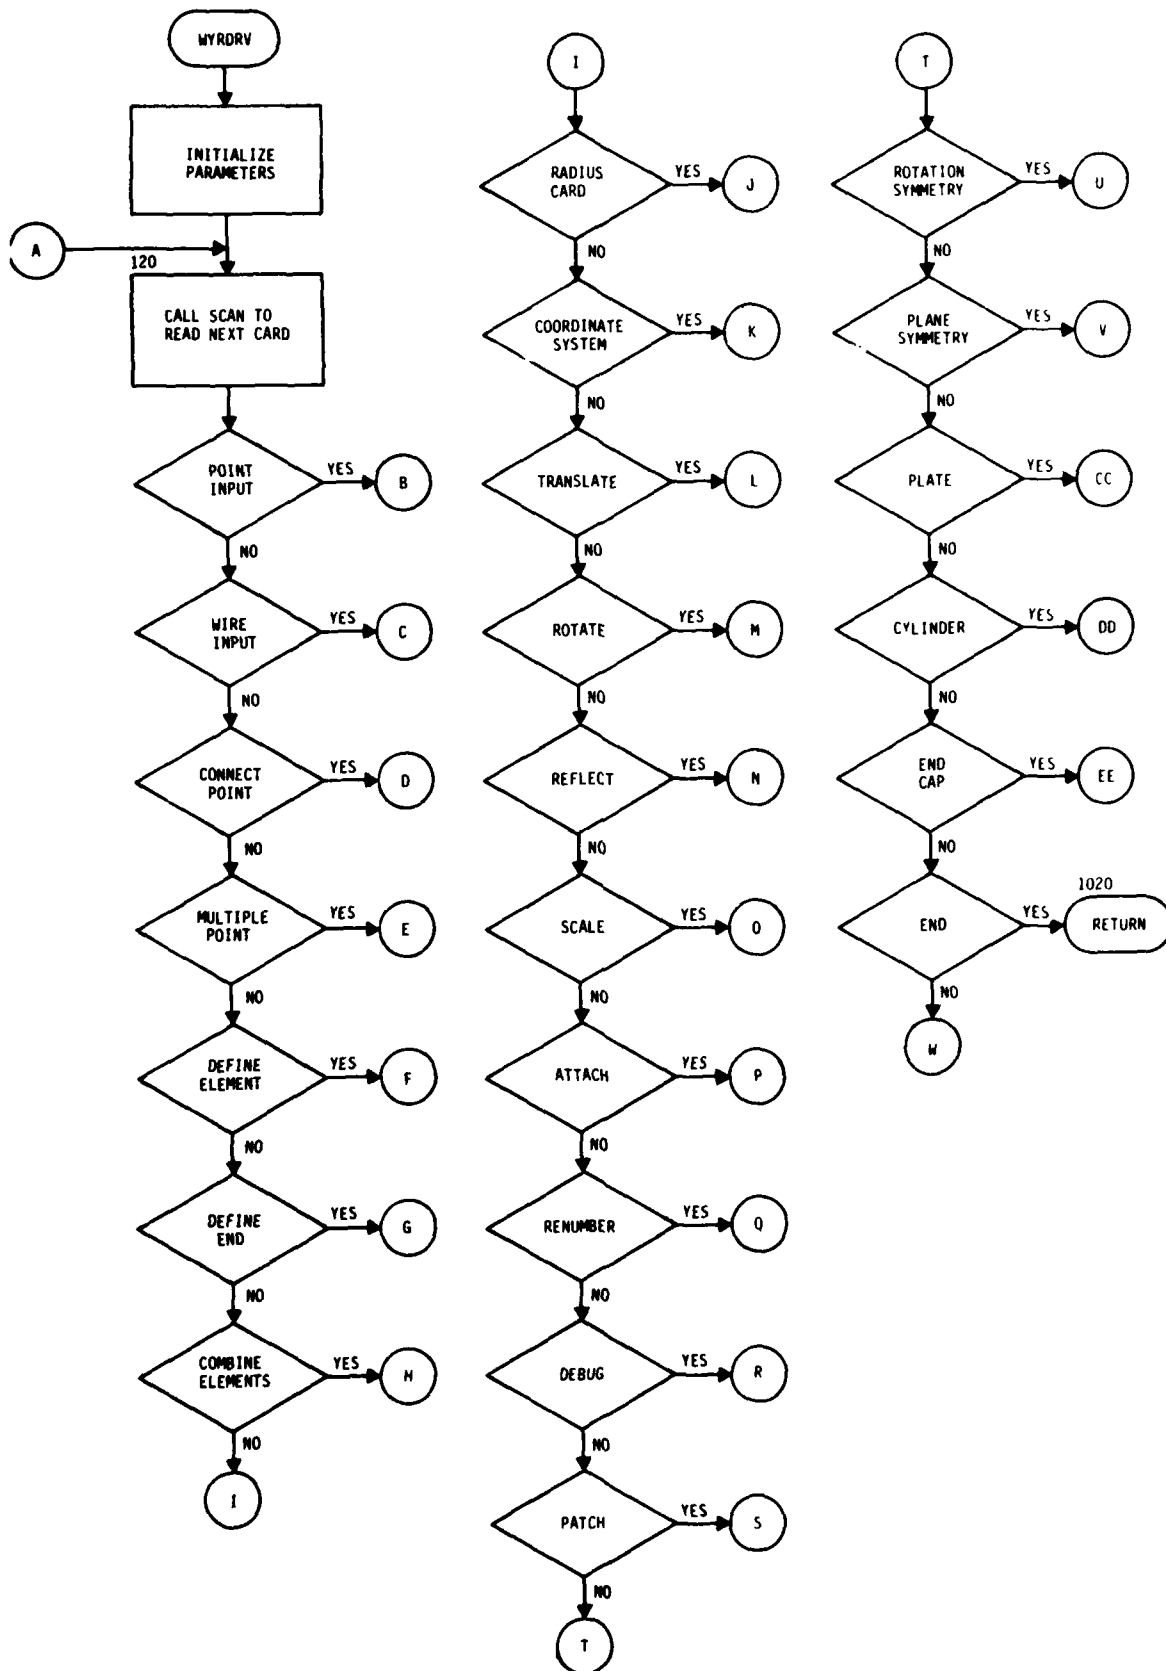 WYRDRV
INITIALIZE
PARAMETERS
A
120
CALL SCAN TO
READ NEXT CARD
POINT
INPUT
YES
B
NO
WIRE
INPUT
YES
C
NO
CONNECT
POINT
YES
D
NO
MULTIPLE
POINT
YES
E
NO
DEFINE
ELEMENT
YES
F
NO
DEFINE
END
YES
G
NO
COMBINE
ELEMENTS
YES
H
NO
I
I
RADIUS
CARD
YES
J
NO
COORDINATE
SYSTEM
YES
K
NO
TRANSLATE
YES
L
NO
ROTATE
YES
M
NO
REFLECT
YES
N
NO
SCALE
YES
O
NO
ATTACH
YES
P
NO
RENUMBER
YES
Q
NO
DEBUG
YES
R
NO
PATCH
YES
S
NO
T
T
ROTATION
SYMMETRY
YES
U
NO
PLANE
SYMMETRY
YES
V
NO
PLATE
YES
CC
NO
CYLINDER
YES
DD
NO
END
CAP
YES
EE
NO
END
YES
1020
RETURN
NO
W